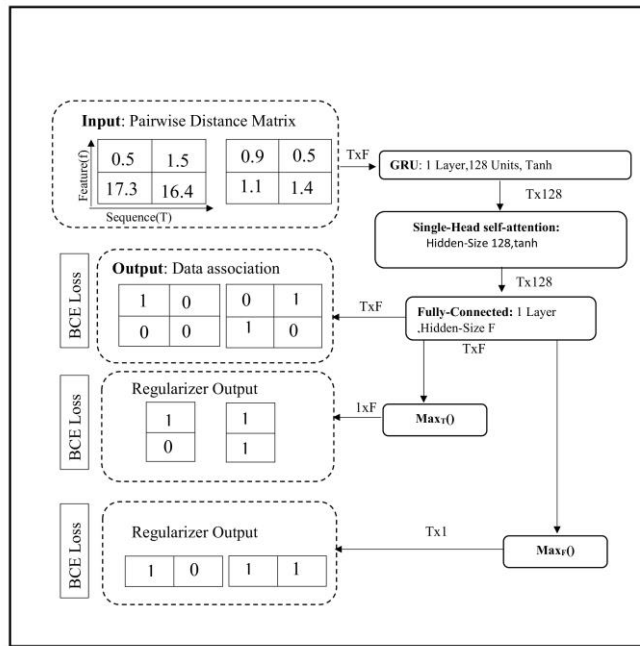 Input: Pairwise Distance Matrix
Feature(f)
0.5 1.5 0.9 0.5
17.3 16.4 1.1 1.4
Sequence(T)
TxF
GRU: 1 Layer,128 Units, Tanh
Tx128
Single-Head self-attention:
Hidden-Size 128,tanh
Tx128
BCE Loss
Output: Data association
1 0 0 1
0 0 1 0
TxF
Fully-Connected: 1 Layer
,Hidden-Size F
TxF
BCE Loss
Regularizer Output
1 1
0 1
1xF
MaxT()
BCE Loss
Regularizer Output
1 0 1 1
Tx1
MaxF()